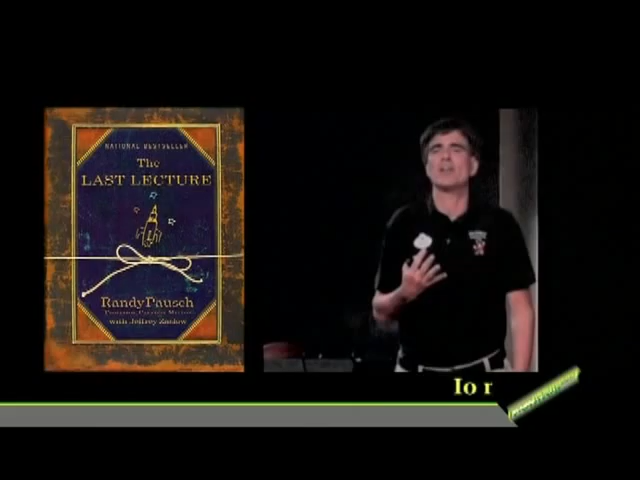 NATIONAL BESTSELLER
The
LAST LECTURE
Randy Pausch
with Jeffrey Zaslow
Io r